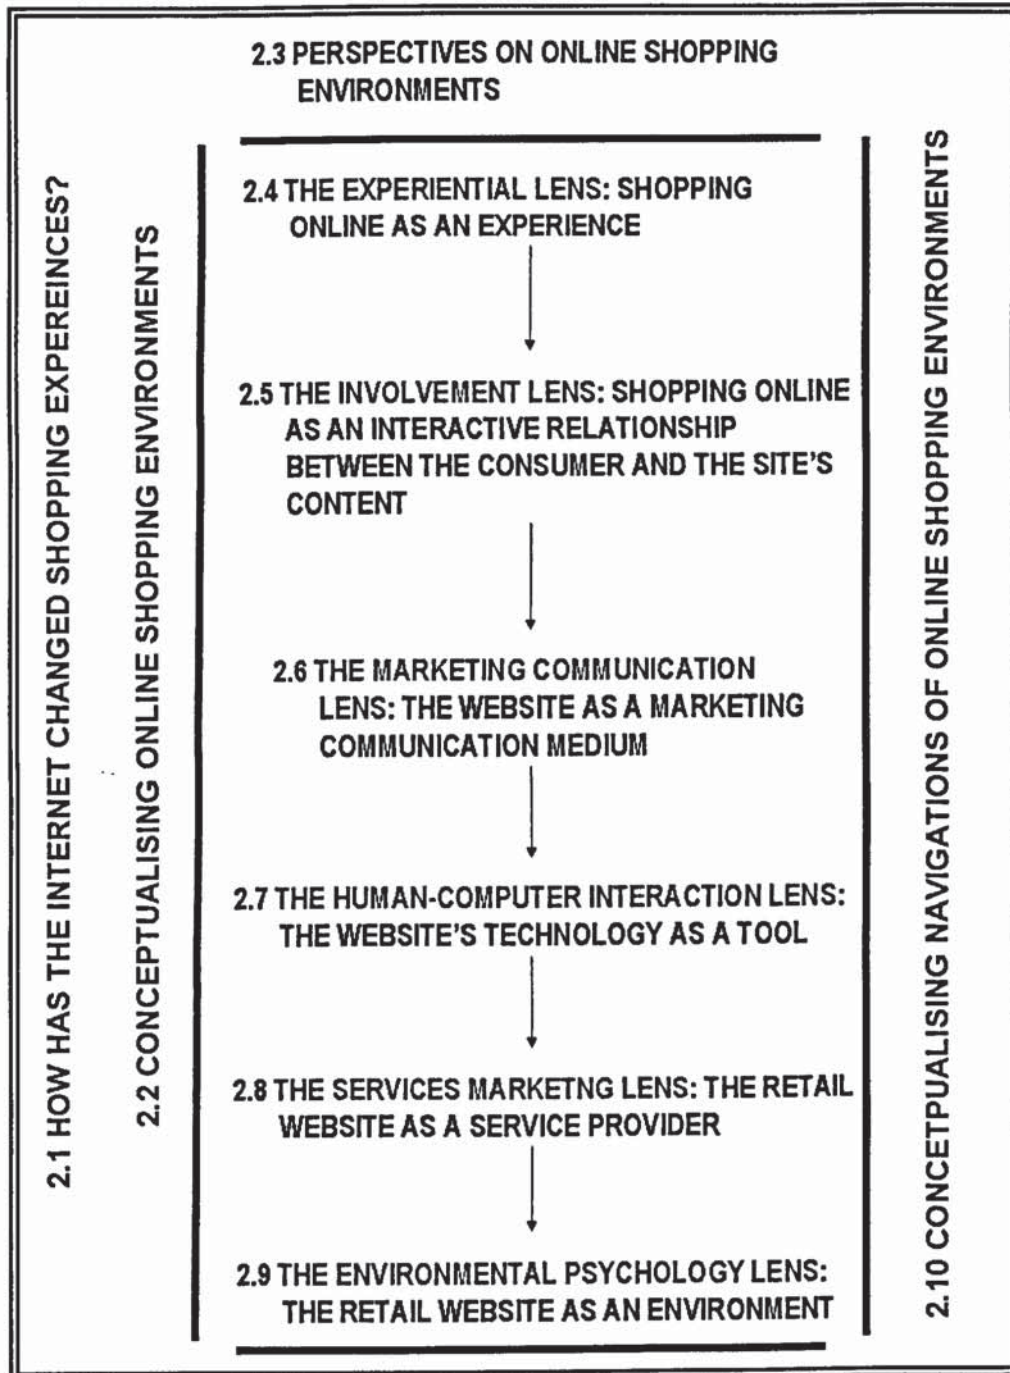 2.1 HOW HAS THE INTERNET CHANGED SHOPPING EXPEREINCES?
2.2 CONCEPTUALISING ONLINE SHOPPING ENVIRONMENTS
2.3 PERSPECTIVES ON ONLINE SHOPPING
ENVIRONMENTS
2.4 THE EXPERIENTIAL LENS: SHOPPING
ONLINE AS AN EXPERIENCE
2.5 THE INVOLVEMENT LENS: SHOPPING ONLINE
AS AN INTERACTIVE RELATIONSHIP
BETWEEN THE CONSUMER AND THE SITE'S
CONTENT
2.6 THE MARKETING COMMUNICATION
LENS: THE WEBSITE AS A MARKETING
COMMUNICATION MEDIUM
2.7 THE HUMAN-COMPUTER INTERACTION LENS:
THE WEBSITE'S TECHNOLOGY AS A TOOL
2.8 THE SERVICES MARKETNG LENS: THE RETAIL
WEBSITE AS A SERVICE PROVIDER
2.9 THE ENVIRONMENTAL PSYCHOLOGY LENS:
THE RETAIL WEBSITE AS AN ENVIRONMENT
2.10 CONCETPUALISING NAVIGATIONS OF ONLINE SHOPPING ENVIRONMENTS